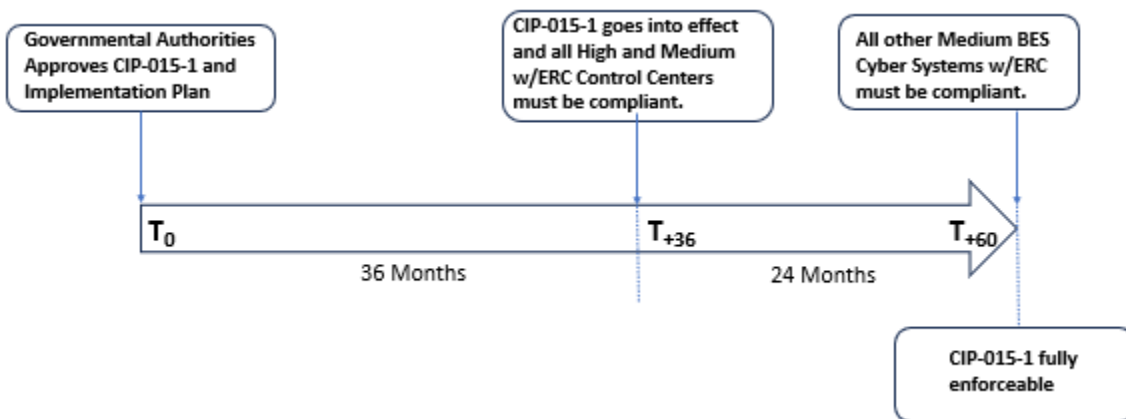 Governmental Authorities
Approves CIP-015-1 and
Implementation Plan
CIP-015-1 goes into effect
and all High and Medium
w/ERC Control Centers
must be compliant.
All other Medium BES
Cyber Systems w/ERC
must be compliant.
T0
T+36
T+60
36 Months
24 Months
CIP-015-1 fully
enforceable